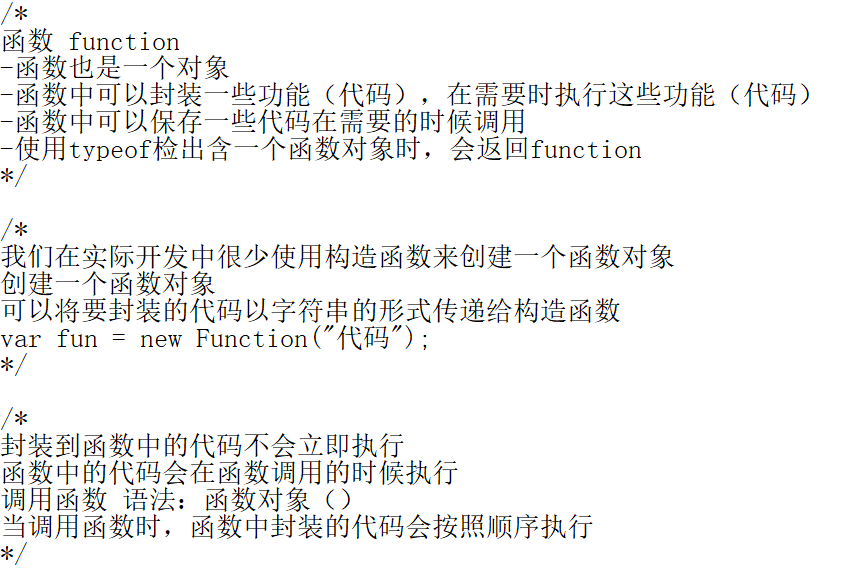 /*
函数 function
-函数也是一个对象
-函数中可以封装一些功能（代码），在需要时执行这些功能（代码）
-函数中可以保存一些代码在需要的时候调用
-使用typeof检出含一个函数对象时，会返回function
*/
/*
我们在实际开发中很少使用构造函数来创建一个函数对象
创建一个函数对象
可以将要封装的代码以字符串的形式传递给构造函数
var fun = new Function("代码");
*/
/*
封装到函数中的代码不会立即执行
函数中的代码会在函数调用的时候执行
调用函数 语法：函数对象（）
当调用函数时，函数中封装的代码会按照顺序执行
*/